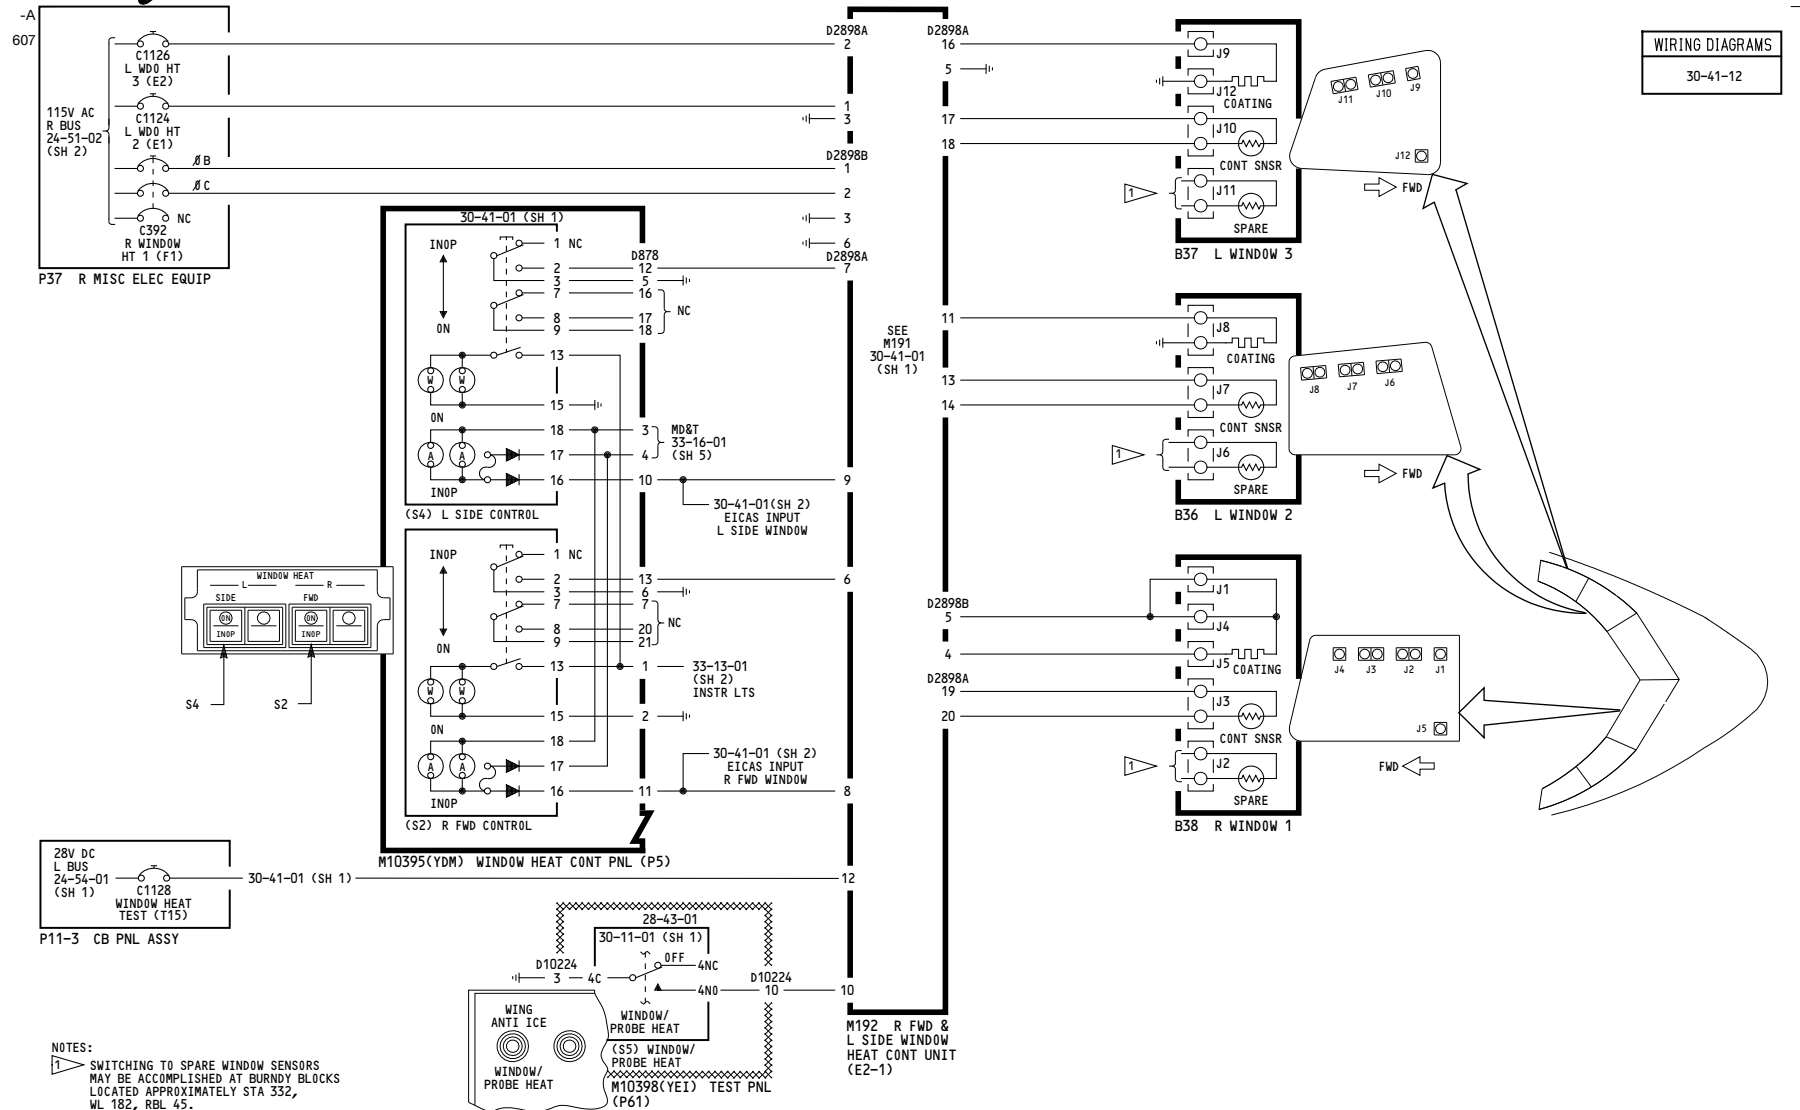 -A
607
115V AC
R BUS
24-51-02
(SH 2)
C1126
L WDO HT
3 (E2)
C1124
L WDO HT
2 (E1)
ØB
ØC
NC
C392
R WINDOW
HT 1 (F1)
P37 R MISC ELEC EQUIP
D2898A
2
1
3
D2898B
1
2
3
6
D2898A
7
9
6
8
12
10
30-41-01 (SH 1)
INOP
ON
1 NC
2
3
7
8
9
13
15
18
17
16
W
W
ON
A
A
INOP
(S4) L SIDE CONTROL
D878
12
5
16
17
18
NC
3
4
MD&T
33-16-01
(SH 5)
10
30-41-01(SH 2)
EICAS INPUT
L SIDE WINDOW
INOP
ON
1 NC
2
3
7
8
9
13
15
18
17
16
W
W
ON
A
A
INOP
(S2) R FWD CONTROL
13
6
7
20
21
NC
1
33-13-01
(SH 2)
INSTR LTS
2
30-41-01 (SH 2)
EICAS INPUT
R FWD WINDOW
11
M10395(YDM) WINDOW HEAT CONT PNL (P5)
WINDOW HEAT
L
R
SIDE
FWD
ON
INOP
ON
INOP
S4
S2
28V DC
L BUS
24-54-01
(SH 1)
C1128
WINDOW HEAT
TEST (T15)
30-41-01 (SH 1)
P11-3 CB PNL ASSY
28-43-01
30-11-01 (SH 1)
OFF
4NC
D10224
3
4C
4NO
D10224
10
WINDOW/
PROBE HEAT
(S5) WINDOW/
PROBE HEAT
WING
ANTI ICE
WINDOW/
PROBE HEAT
M10398(YEI) TEST PNL
(P61)
NOTES:
1 SWITCHING TO SPARE WINDOW SENSORS
MAY BE ACCOMPLISHED AT BURNDY BLOCKS
LOCATED APPROXIMATELY STA 332,
WL 182, RBL 45.
SEE
M191
30-41-01
(SH 1)
M192 R FWD &
L SIDE WINDOW
HEAT CONT UNIT
(E2-1)
D2898A
16
5
17
18
11
13
14
D2898B
5
4
D2898A
19
20
J9
J12
COATING
J10
CONT SNSR
1
J11
SPARE
B37 L WINDOW 3
J8
COATING
J7
CONT SNSR
1
J6
SPARE
B36 L WINDOW 2
J1
J4
J5
COATING
J3
CONT SNSR
1
J2
SPARE
B38 R WINDOW 1
J11
J10
J9
J12
FWD
J8
J7
J6
FWD
J4
J3
J2
J1
J5
FWD
WIRING DIAGRAMS
30-41-12